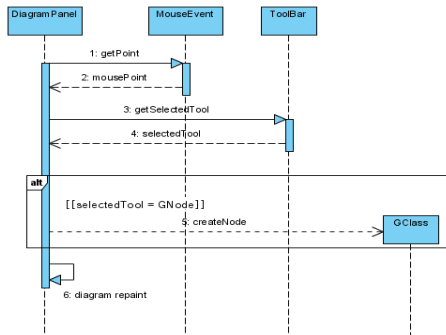 DiagramPanel MouseEvent ToolBar
1: getPoint
2: mousePoint
3: getSelectedTool
4: selectedTool
alt
[[selectedTool = GNode]]
5: createNode
GClass
6: diagram repaint